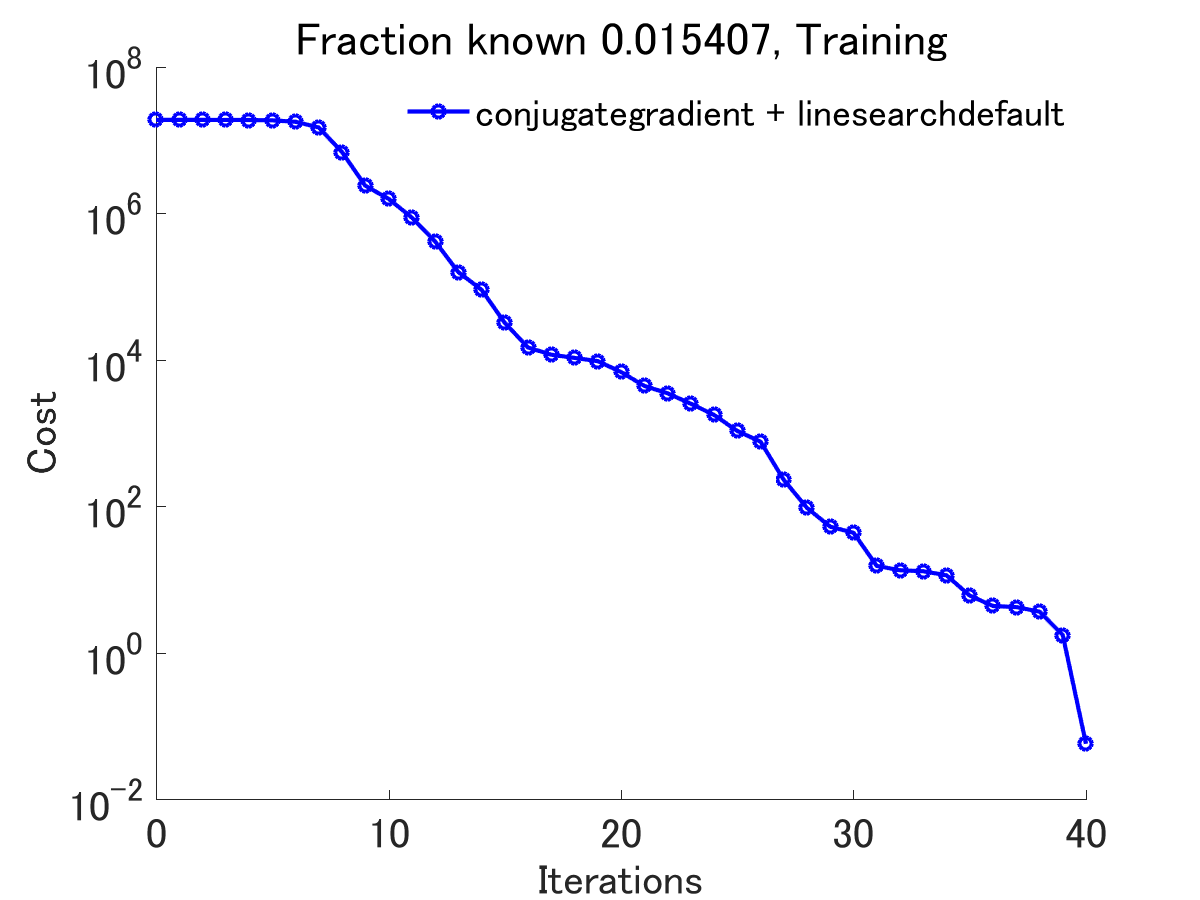 Fraction known 0.015407, Training
conjugategradient + linesearchdefault
10^8
10^6
10^4
10^2
10^0
10^-2
Cost
0 10 20 30 40
Iterations